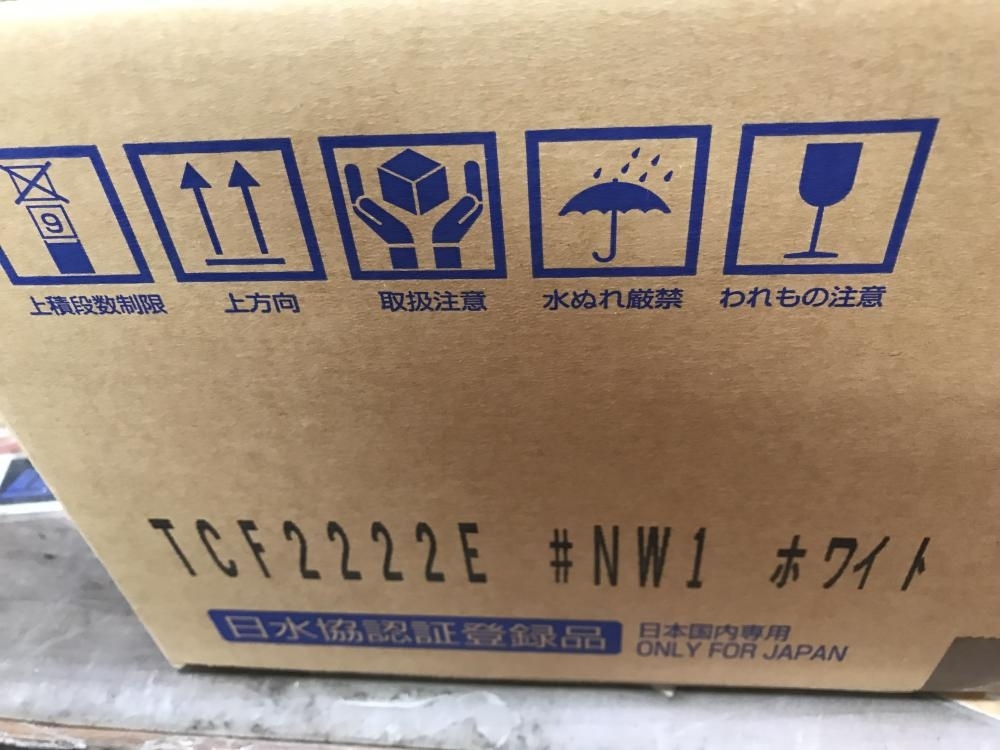 9
上積段数制限
上方向
取扱注意
水ぬれ厳禁
われもの注意
TCF2222E #NW1 ホワイト
日水協認証登録品
日本国内専用
ONLY FOR JAPAN